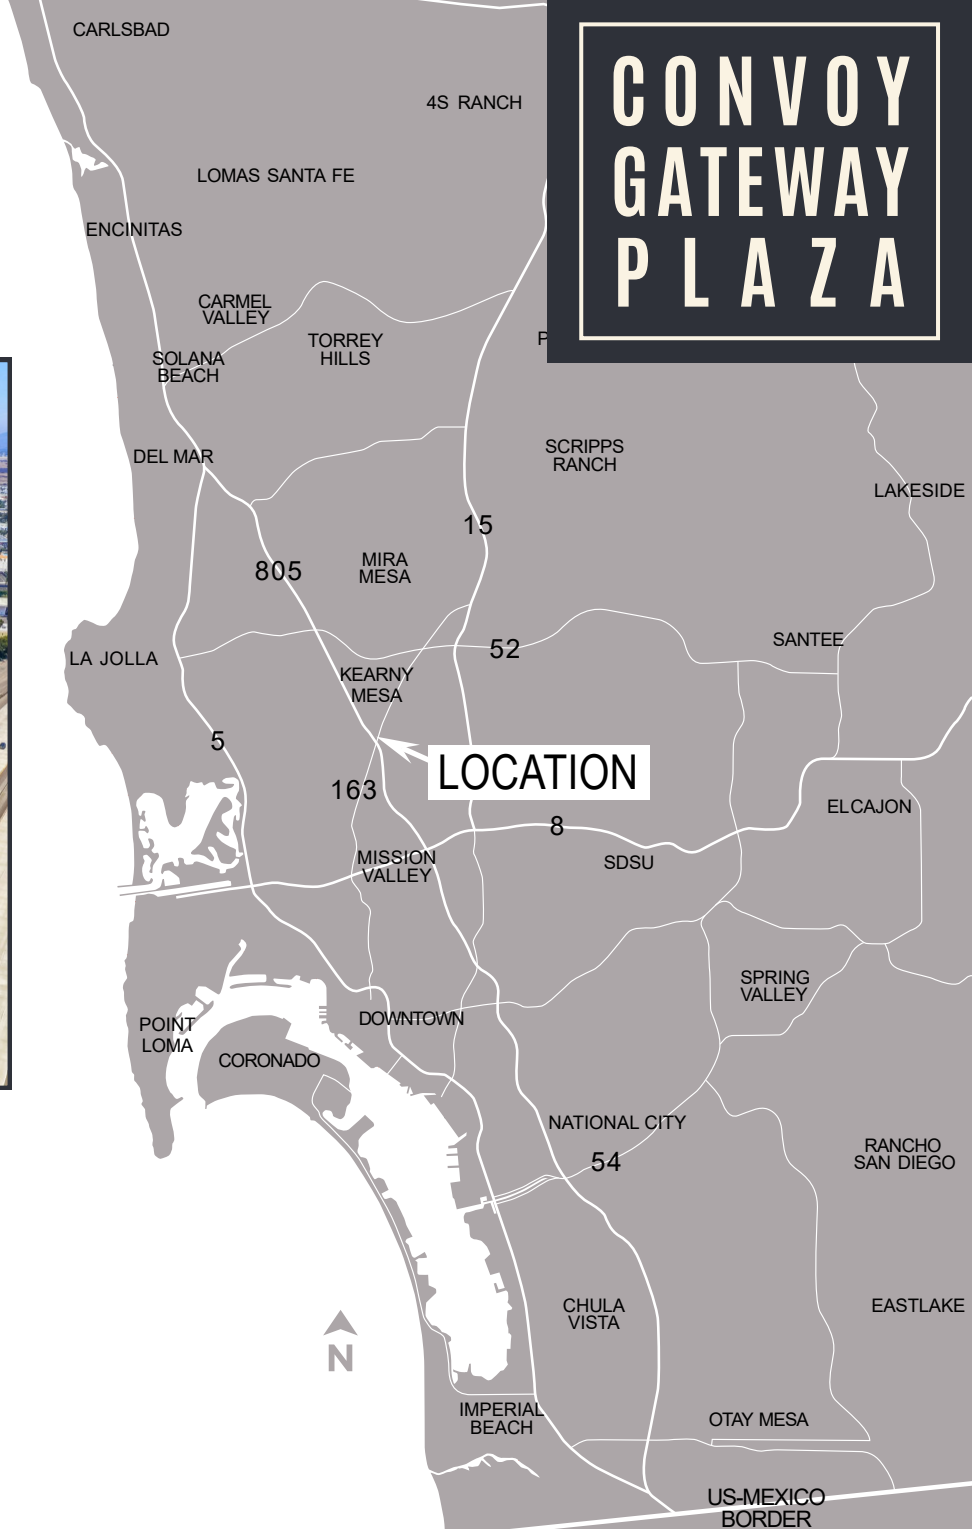 CARLSBAD
CONVOY
GATEWAY
PLAZA
4S RANCH
LOMAS SANTA FE
ENCINITAS
CARMEL
VALLEY
TORREY
HILLS
P
SOLANA
BEACH
DEL MAR
SCRIPPS
RANCH
LAKESIDE
15
805
MIRA
MESA
52
SANTEE
LA JOLLA
KEARNY
MESA
5
LOCATION
163
8
EL CAJON
MISSION
VALLEY
SDSU
SPRING
VALLEY
POINT
LOMA
DOWNTOWN
CORONADO
NATIONAL CITY
54
RANCHO
SAN DIEGO
CHULA
VISTA
EASTLAKE
N
IMPERIAL
BEACH
OTAY MESA
US-MEXICO
BORDER